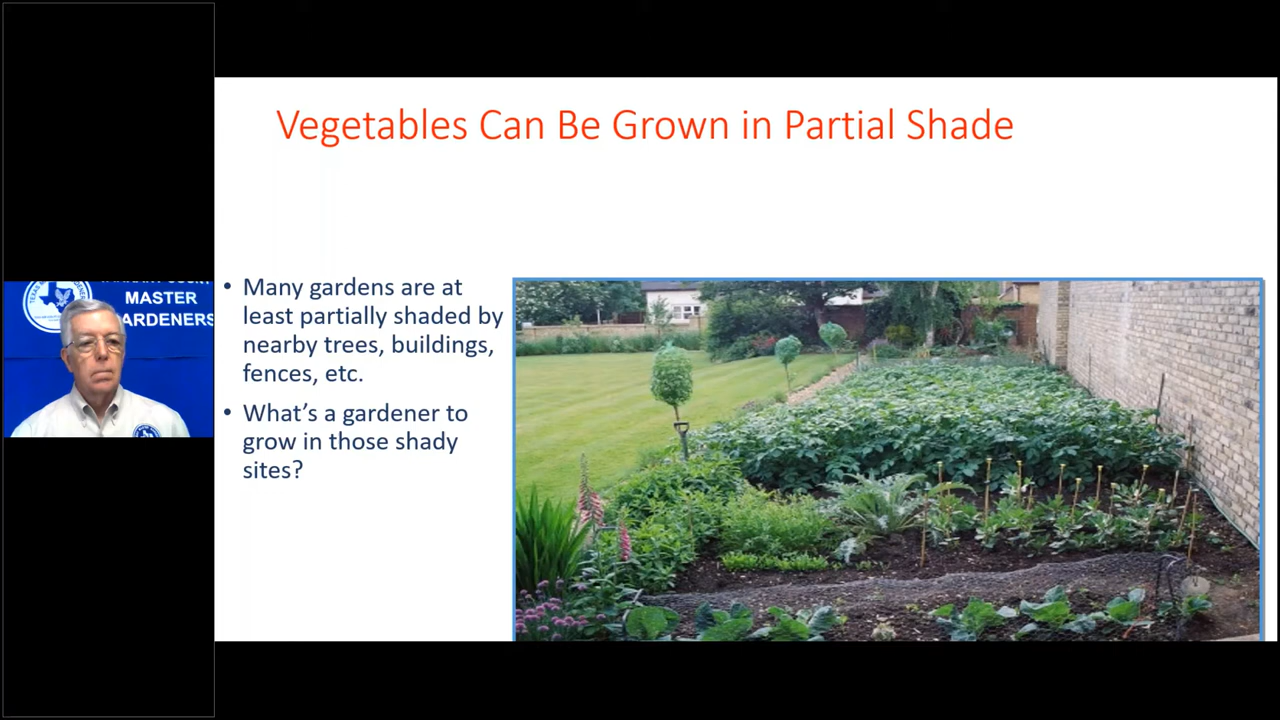 Vegetables Can Be Grown in Partial Shade
• Many gardens are at
least partially shaded by
nearby trees, buildings,
fences, etc.
• What's a gardener to
grow in those shady
sites?
MASTER
GARDENERS